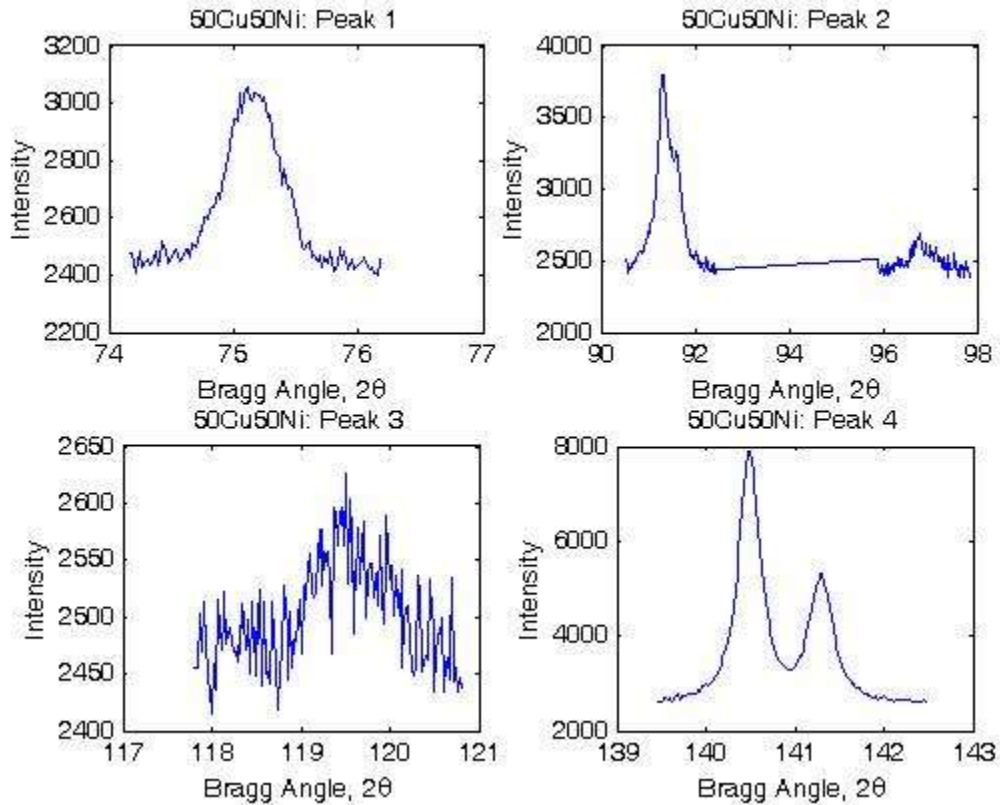 50Cu50Ni: Peak 1
3200
3000
2800
2600
2400
2200
Intensity
74 75 76 77
Bragg Angle, 2θ
50Cu50Ni: Peak 2
4000
3500
3000
2500
2000
Intensity
90 92 94 96 98
Bragg Angle, 2θ
50Cu50Ni: Peak 3
2650
2600
2550
2500
2450
2400
Intensity
117 118 119 120 121
Bragg Angle, 2θ
50Cu50Ni: Peak 4
8000
6000
4000
2000
Intensity
139 140 141 142 143
Bragg Angle, 2θ